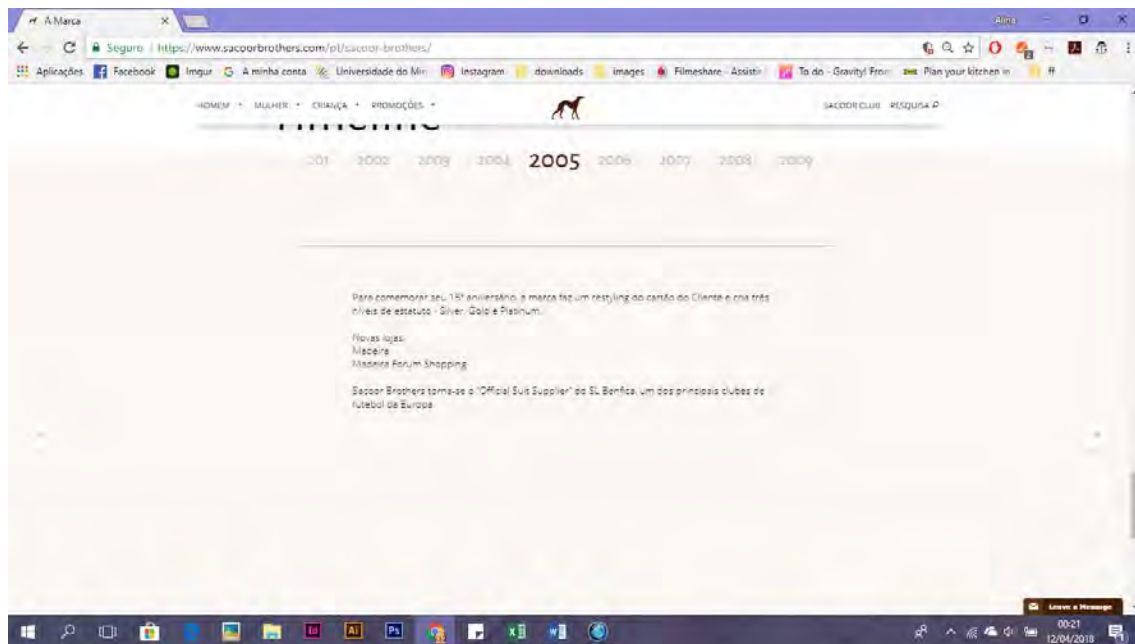 A Marca
Alina
Seguro | https://www.sacoorbrothers.com/pt/sacoor-brothers/
Aplicações Facebook Imgur A minha conta Universidade do Min Instagram downloads images Filmeshare - Assistir To do - Gravity! Fron Plan your kitchen in ff
HOMEM MULHER CRIANÇA PROMOÇÕES SACOOR CLUB PESQUISA
Timeline
201 2002 2003 2004 2005 2006 2007 2008 2009
Para comemorar seu 15º aniversário, a marca faz um restyling do cartão do Cliente e cria três
níveis de estatuto - Silver, Gold e Platinum.
Novas lojas:
Madeira
Madeira Forum Shopping
Sacoor Brothers torna-se o "Official Suit Supplier" do SL Benfica, um dos principais clubes de
futebol da Europa
Leave a Message
00:21
12/04/2018